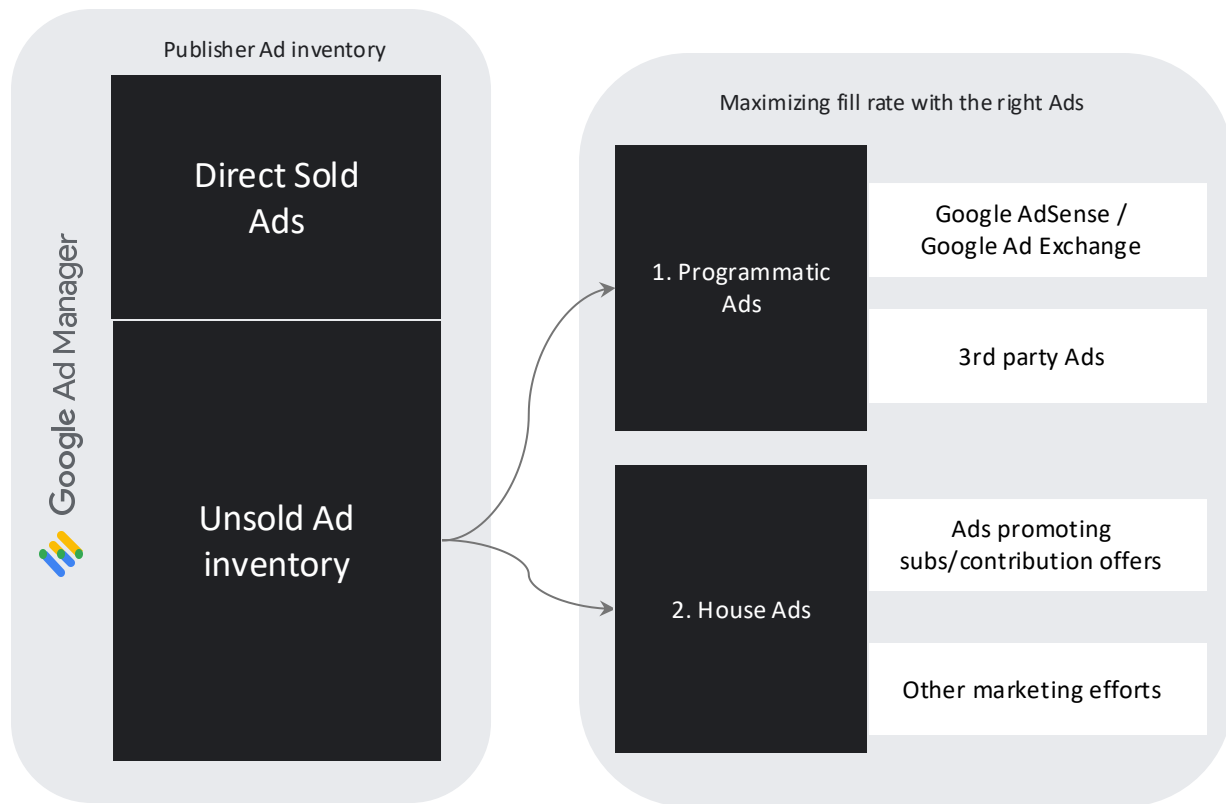 Publisher Ad inventory
Direct Sold
Ads
Google Ad Manager
Unsold Ad
inventory
Maximizing fill rate with the right Ads
1. Programmatic
Ads
Google AdSense /
Google Ad Exchange
3rd party Ads
2. House Ads
Ads promoting
subs/contribution offers
Other marketing efforts